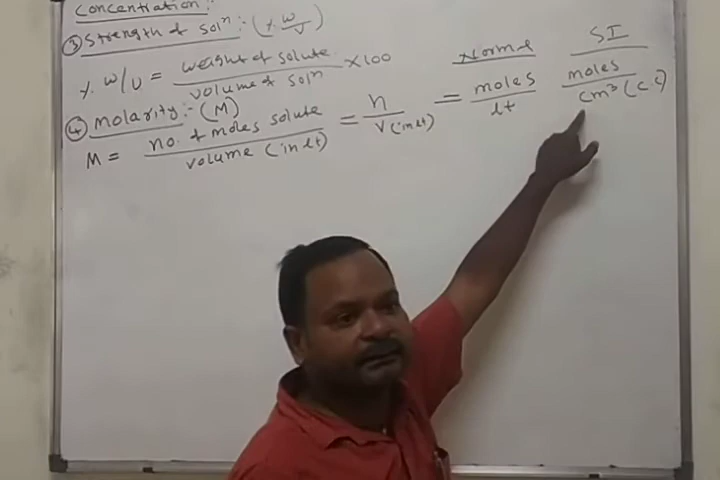 Concentration:
③ Strength of solⁿ: (% w/v)
% w/v = weight of solute / volume of solⁿ × 100
④ Molarity:- (M)
M = no. of moles solute / volume (in lt) = n / V (in lt) = moles / lt
Normal
SI
moles / cm³ (c.c)